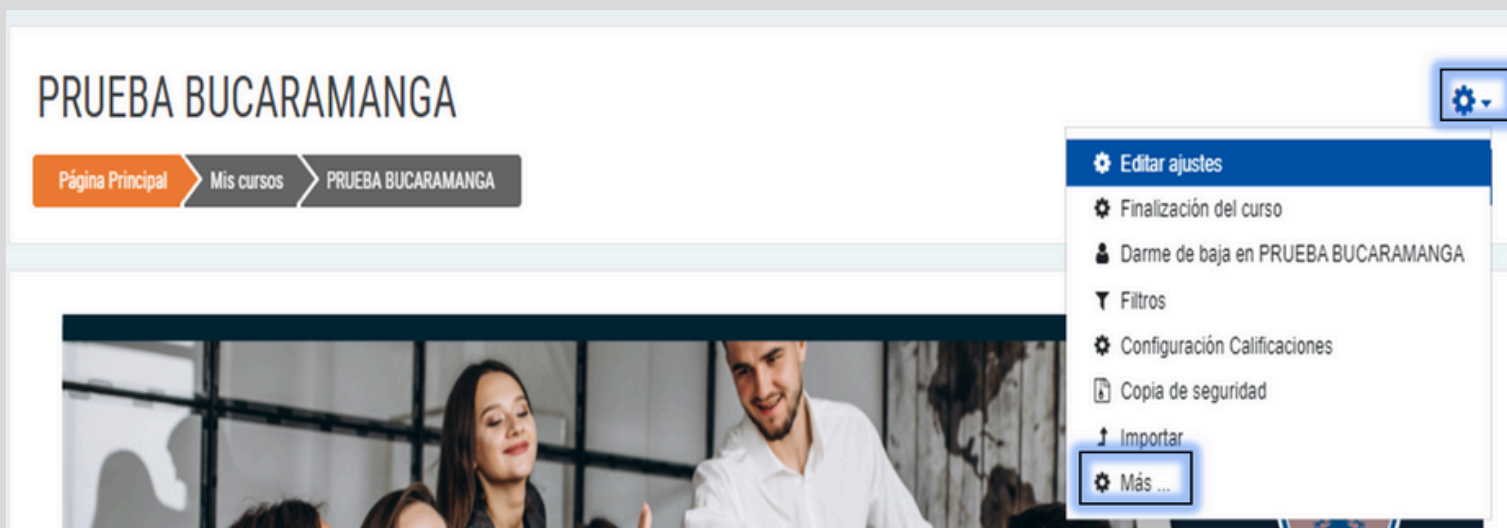 PRUEBA BUCARAMANGA
Página Principal
Mis cursos
PRUEBA BUCARAMANGA
Editar ajustes
Finalización del curso
Darme de baja en PRUEBA BUCARAMANGA
Filtros
Configuración Calificaciones
Copia de seguridad
Importar
Más ...